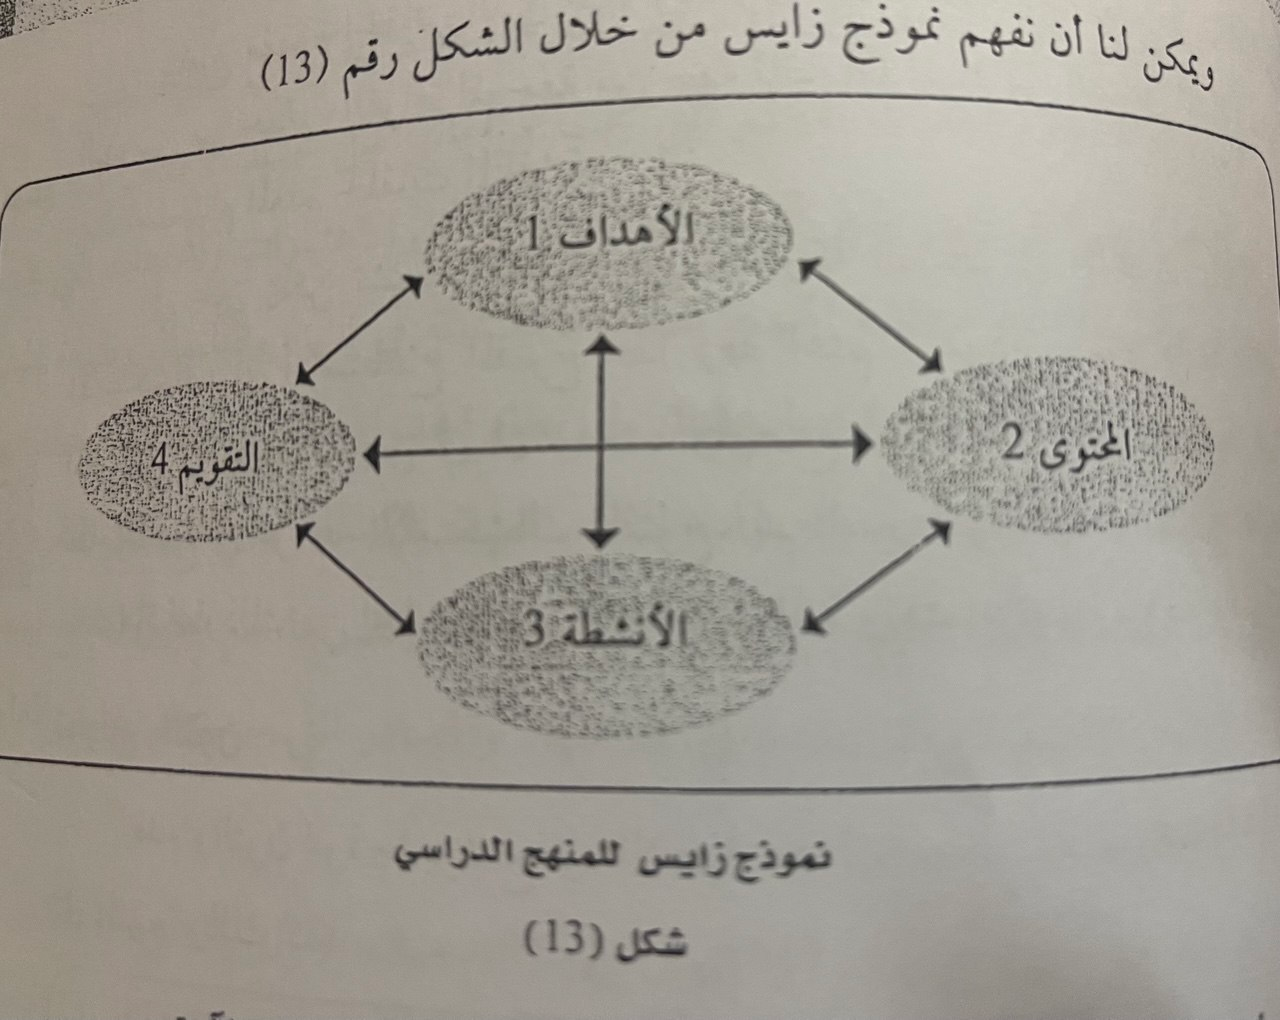 ويمكن لنا أن نفهم نموذج زايس من خلال الشكل رقم (13)
الأهداف 1
المحتوى 2
التقويم 4
الأنشطة 3
نموذج زايس للمنهج الدراسي
شكل (13)